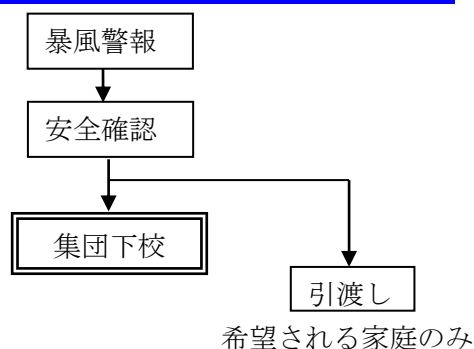 暴風警報
安全確認
集団下校
引渡し
希望される家庭のみ